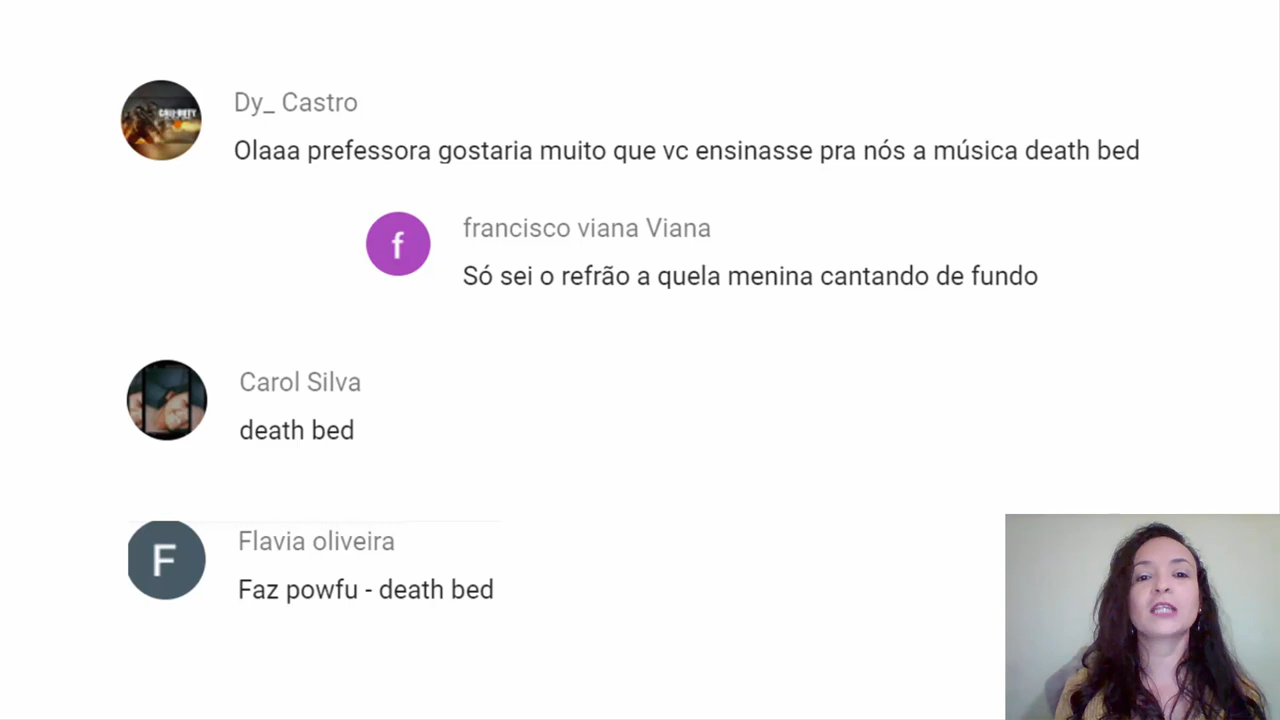 Dy_ Castro
Olaaa prefessora gostaria muito que vc ensinasse pra nós a música death bed
f
francisco viana Viana
Só sei o refrão a quela menina cantando de fundo
Carol Silva
death bed
F
Flavia oliveira
Faz powfu - death bed